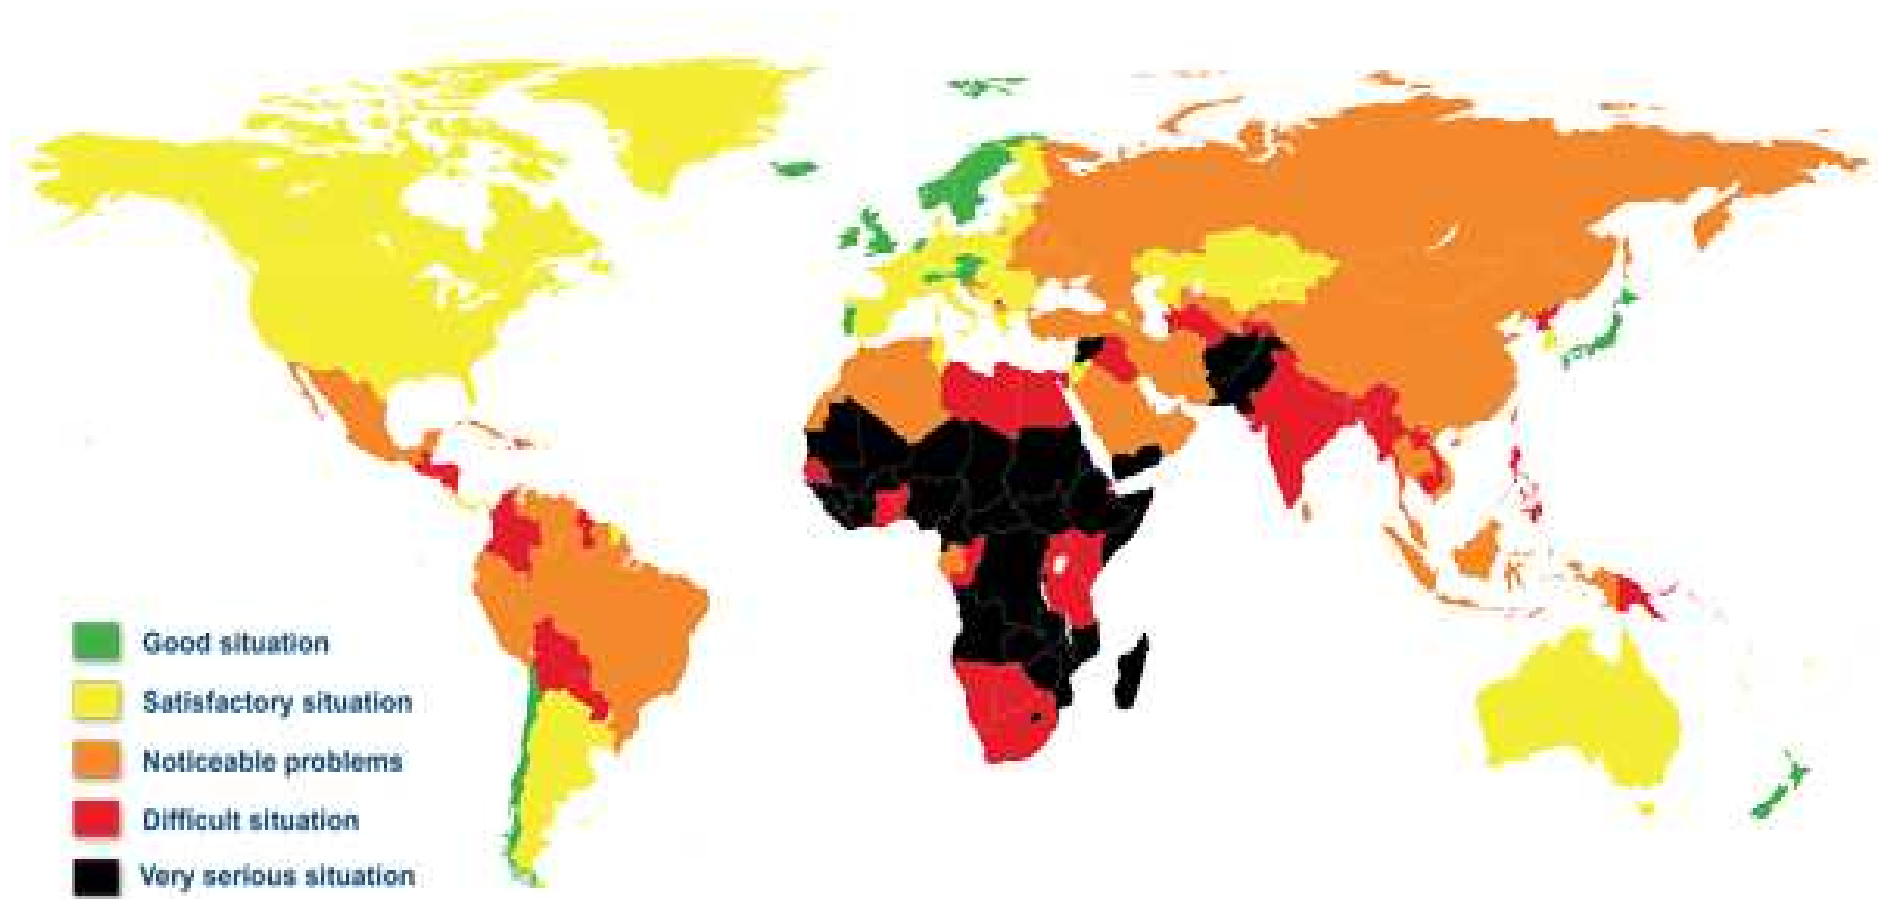 Good situation
Satisfactory situation
Noticeable problems
Difficult situation
Very serious situation